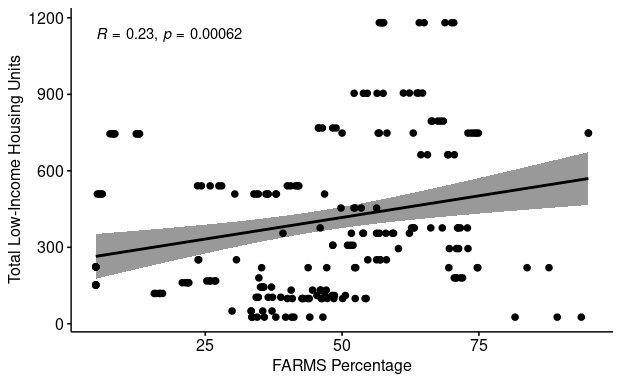 R = 0.23, p = 0.00062
Total Low-Income Housing Units
1200
900
600
300
0
25 50 75
FARMS Percentage